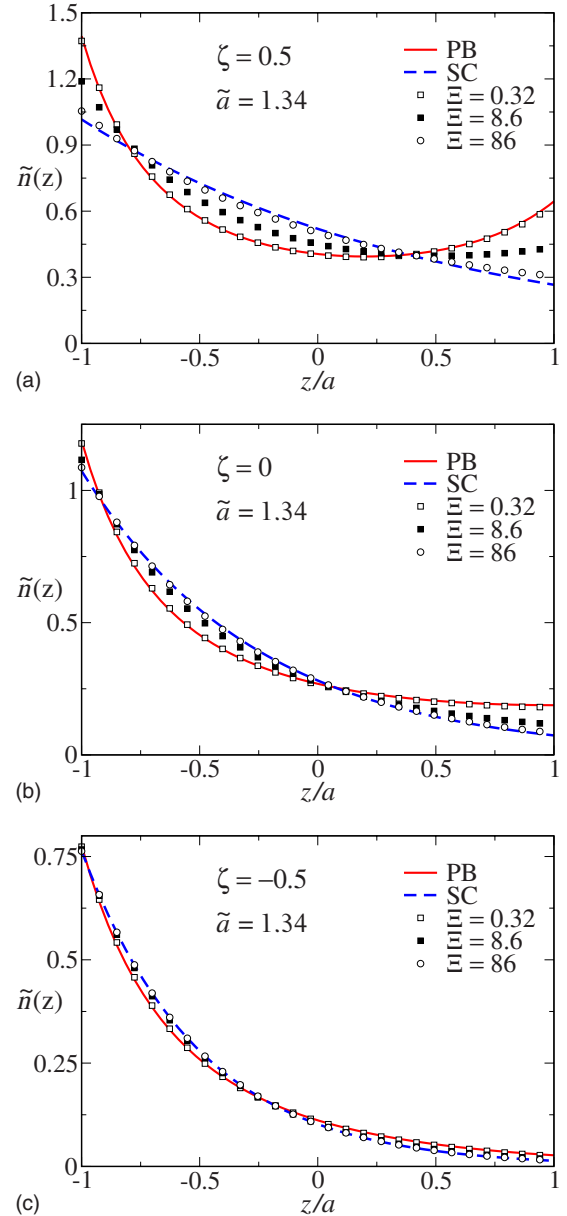 1.5
1.2
0.9
ñ(z)
0.6
0.3
0
ζ = 0.5
ã = 1.34
PB
SC
Ξ = 0.32
Ξ = 8.6
Ξ = 86
-1 -0.5 0 0.5 1
(a) z/a
1
ñ(z)
0.5
0
ζ = 0
ã = 1.34
PB
SC
Ξ = 0.32
Ξ = 8.6
Ξ = 86
-1 -0.5 0 0.5 1
(b) z/a
0.75
0.5
ñ(z)
0.25
0
ζ = −0.5
ã = 1.34
PB
SC
Ξ = 0.32
Ξ = 8.6
Ξ = 86
-1 -0.5 0 0.5 1
(c) z/a